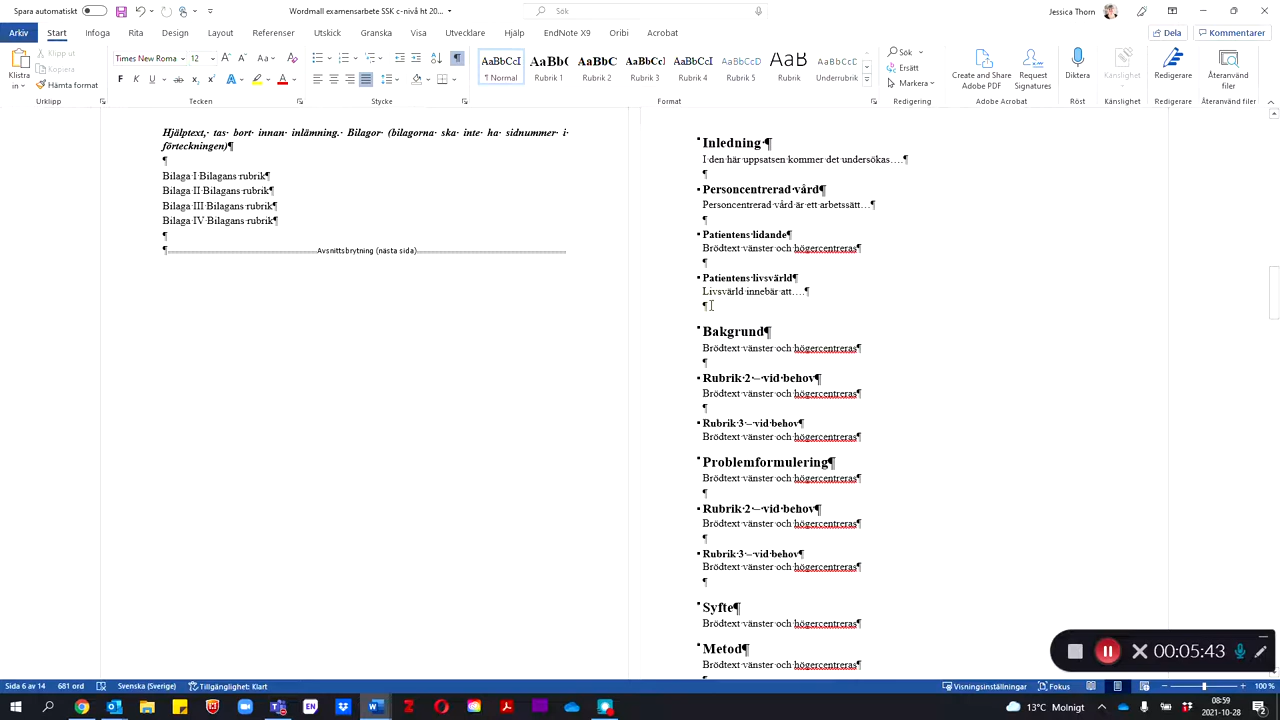 Spara automatiskt
Wordmall examensarbete SSK c-nivå ht 20...
Sök
Jessica Thorn
Arkiv Start Infoga Rita Design Layout Referenser Utskick Granska Visa Utvecklare EndNote X9 Hjälp Oribi Acrobat
Dela Kommentarer
Klistra in
Klipp ut
Kopiera
Hämta format
Urklipp
Times New Roman 12
F K U
Tecken
Stycke
AaBbCcI ¶ Normal
AaBb( Rubrik 1
AaBbC( Rubrik 2
AaBbCcI Rubrik 3
AaBbCcI Rubrik 4
AaBbCcC Rubrik 5
AaB Rubrik
AaBbCcC Underrubrik
Format
Sök
Ersätt
Markera
Redigering
Create and Share Adobe PDF
Request Signatures
Adobe Acrobat
Diktera
Röst
Känslighet
Känslighet
Redigerare
Redigerare
Återanvänd filer
Återanvänd filer
Hjälptext,· tas· bort· innan· inlämning.· Bilagor· (bilagorna· ska· inte· ha· sidnummer· i·
förteckningen)¶
¶
Bilaga·I·Bilagans·rubrik¶
Bilaga·II·Bilagans·rubrik¶
Bilaga·III·Bilagans·rubrik¶
Bilaga·IV·Bilagans·rubrik¶
¶
¶ Avsnittsbrytning (nästa sida)
Inledning·¶
I·den·här·uppsatsen·kommer·det·undersökas….¶
¶
Personcentrerad·vård¶
Personcentrerad·vård·är·ett·arbetssätt…¶
¶
Patientens·lidande¶
Brödtext·vänster·och·högercentreras¶
¶
Patientens·livsvärld¶
Livsvärld·innebär·att….¶
¶
Bakgrund¶
Brödtext·vänster·och·högercentreras¶
¶
Rubrik·2·–·vid·behov¶
Brödtext·vänster·och·högercentreras¶
¶
Rubrik·3·–·vid·behov¶
Brödtext·vänster·och·högercentreras¶
Problemformulering¶
Brödtext·vänster·och·högercentreras¶
¶
Rubrik·2·–·vid·behov¶
Brödtext·vänster·och·högercentreras¶
¶
Rubrik·3·–·vid·behov¶
Brödtext·vänster·och·högercentreras¶
¶
Syfte¶
Brödtext·vänster·och·högercentreras¶
Metod¶
Brödtext·vänster·och·högercentreras¶
00:05:43
Sida 6 av 14 681 ord Svenska (Sverige) Tillgänglighet: Klart
Visningsinställningar Fokus 100 %
13°C Molnigt
08:59
2021-10-28